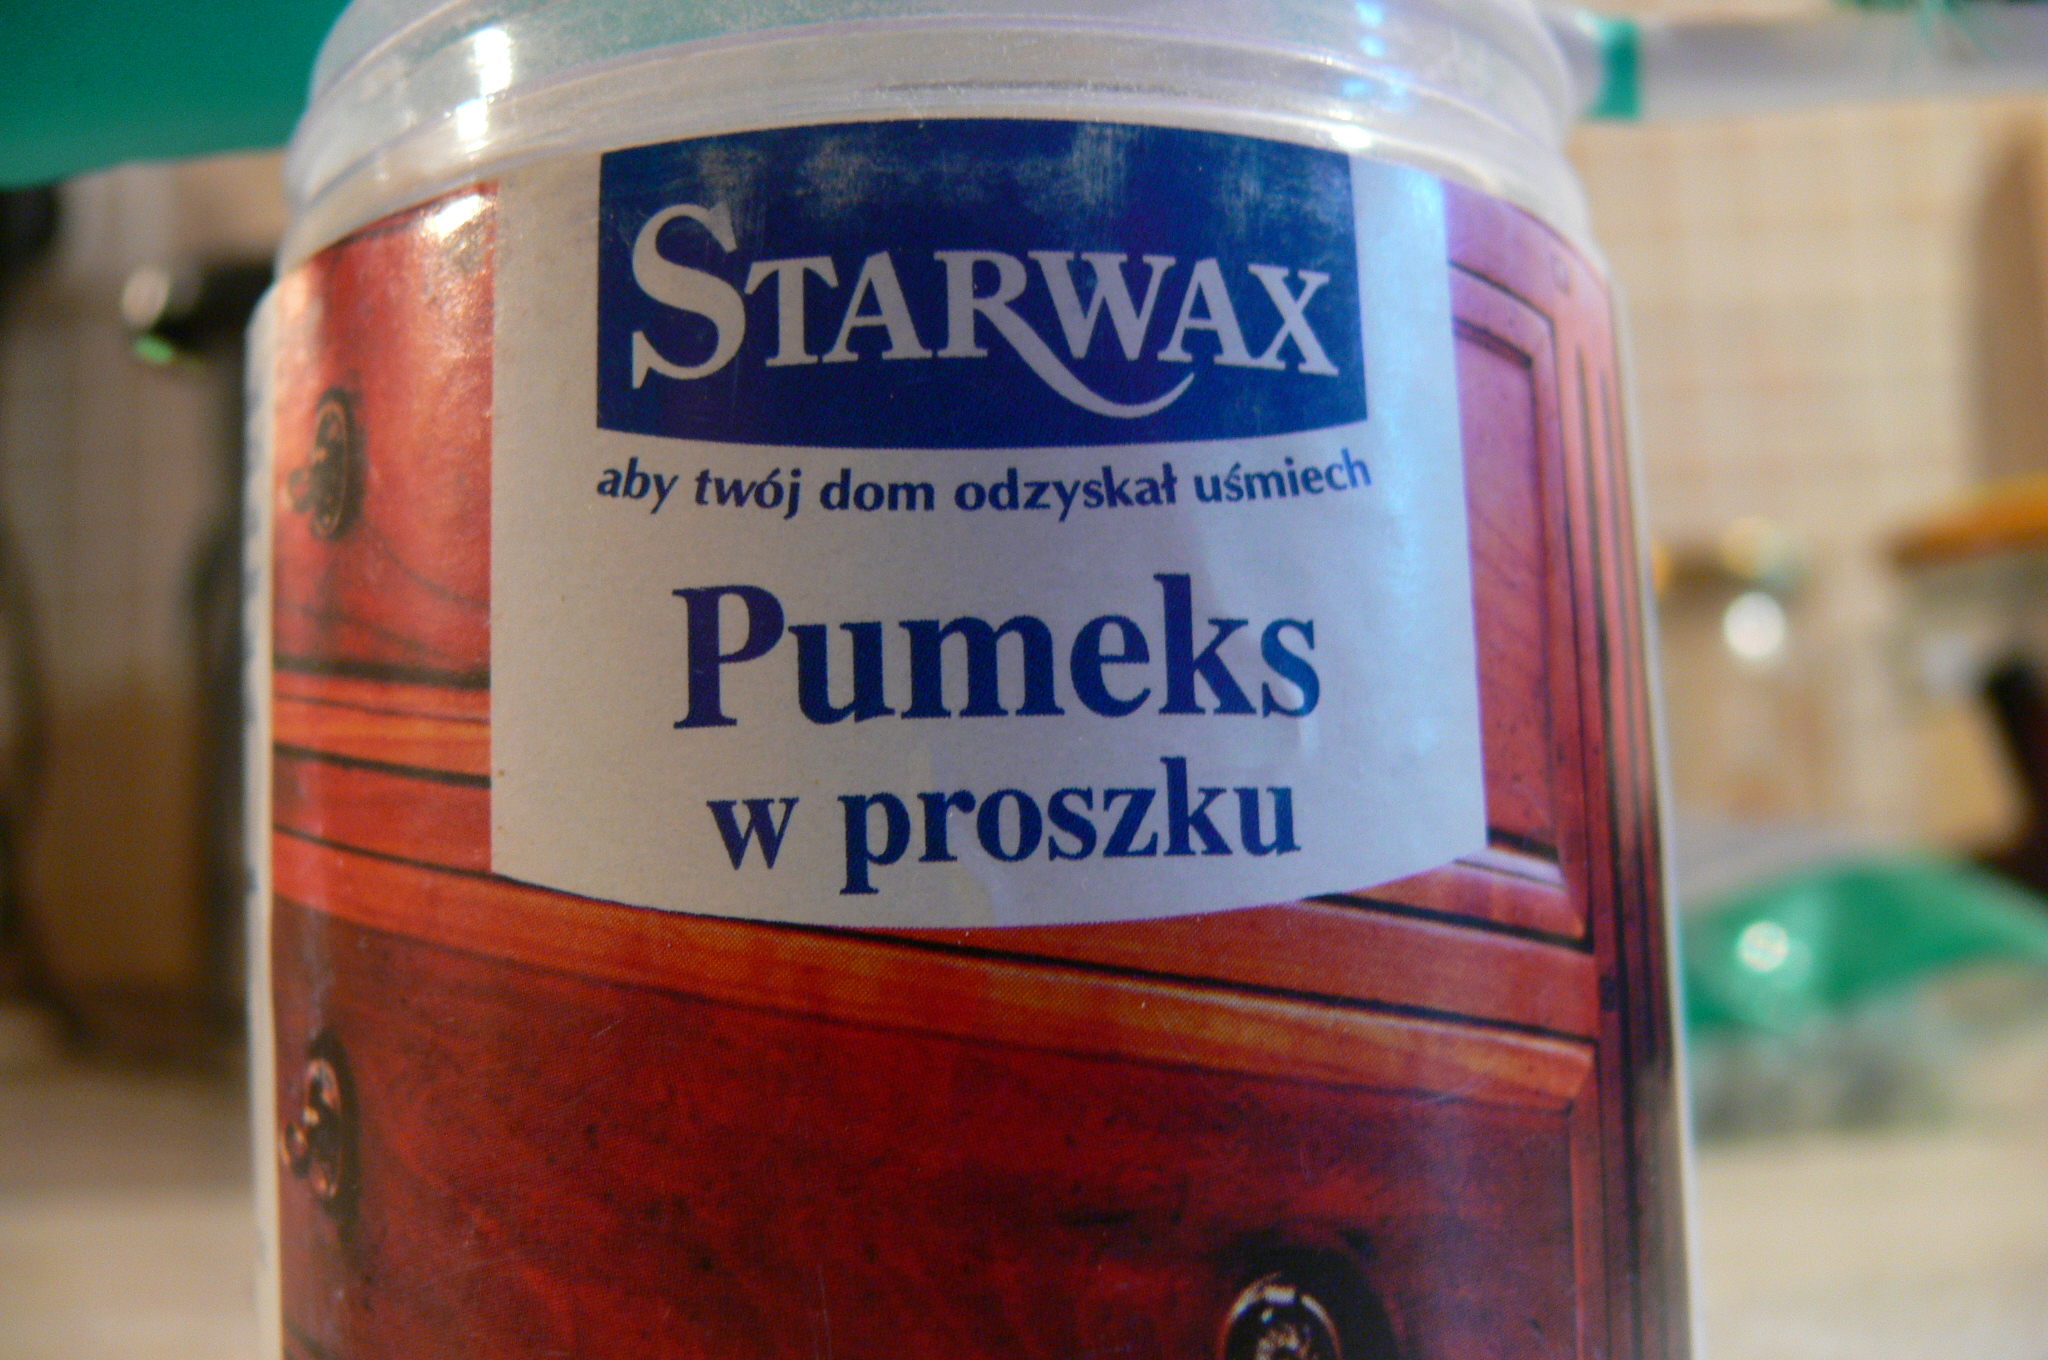 STARWAX
aby twój dom odzyskał uśmiech
Pumeks
w proszku